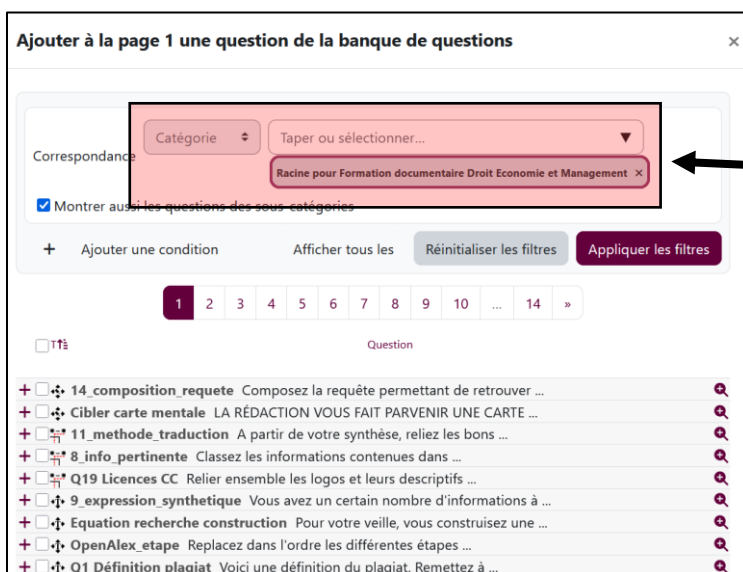 Ajouter à la page 1 une question de la banque de questions ×
Catégorie Taper ou sélectionner... ▼
Correspondance
Racine pour Formation documentaire Droit Economie et Management ×
Montrer aussi les questions des sous-catégories
+ Ajouter une condition Afficher tous les Réinitialiser les filtres Appliquer les filtres
1 2 3 4 5 6 7 8 9 10 ... 14 »
T Question
+ 14_composition_requete Composez la requête permettant de retrouver ...
+ Cibler carte mentale LA RÉDACTION VOUS FAIT PARVENIR UNE CARTE ...
+ 11_methode_traduction A partir de votre synthèse, reliez les bons ...
+ 8_info_pertinente Classez les informations contenues dans ...
+ Q19 Licences CC Relier ensemble les logos et leurs descriptifs ...
+ 9_expression_synthetique Vous avez un certain nombre d'informations à ...
+ Equation recherche construction Pour votre veille, vous construisez une ...
+ OpenAlex_etape Replacez dans l'ordre les différentes étapes ...
+ Q1 Définition plagiat Voici une définition du plagiat. Remettez à ...